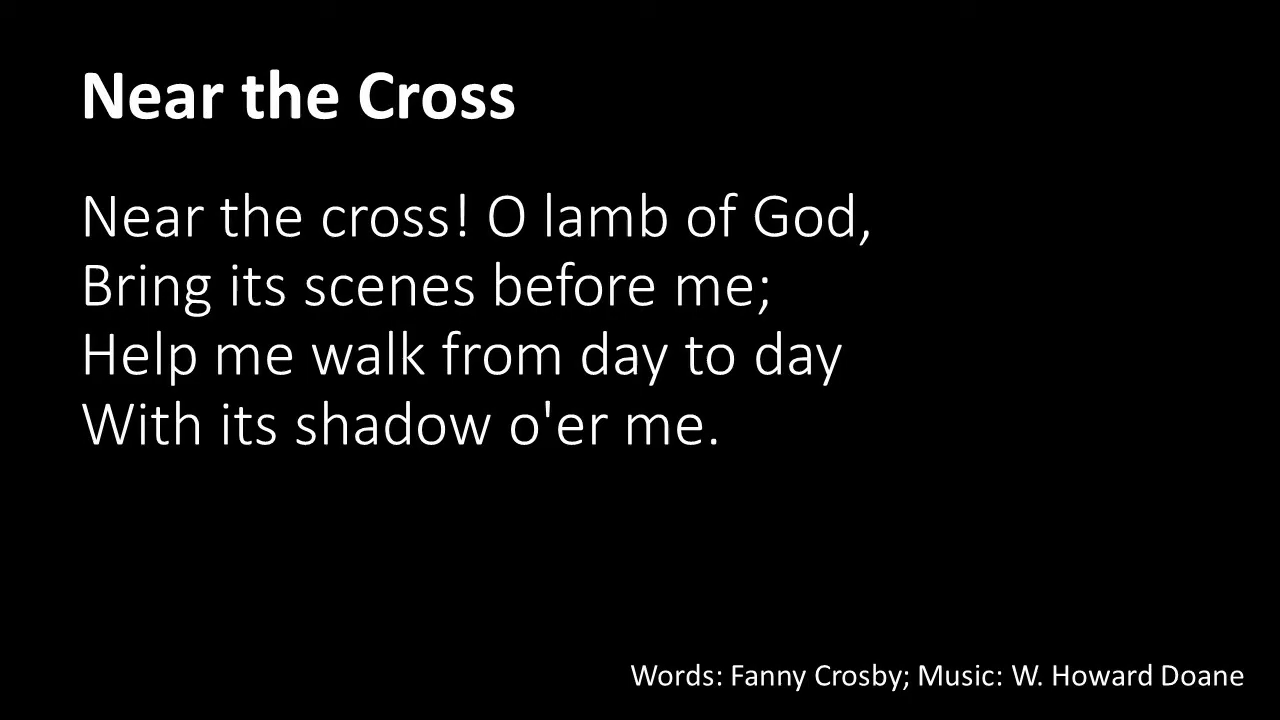 Near the Cross
Near the cross! O lamb of God,
Bring its scenes before me;
Help me walk from day to day
With its shadow o'er me.
Words: Fanny Crosby; Music: W. Howard Doane